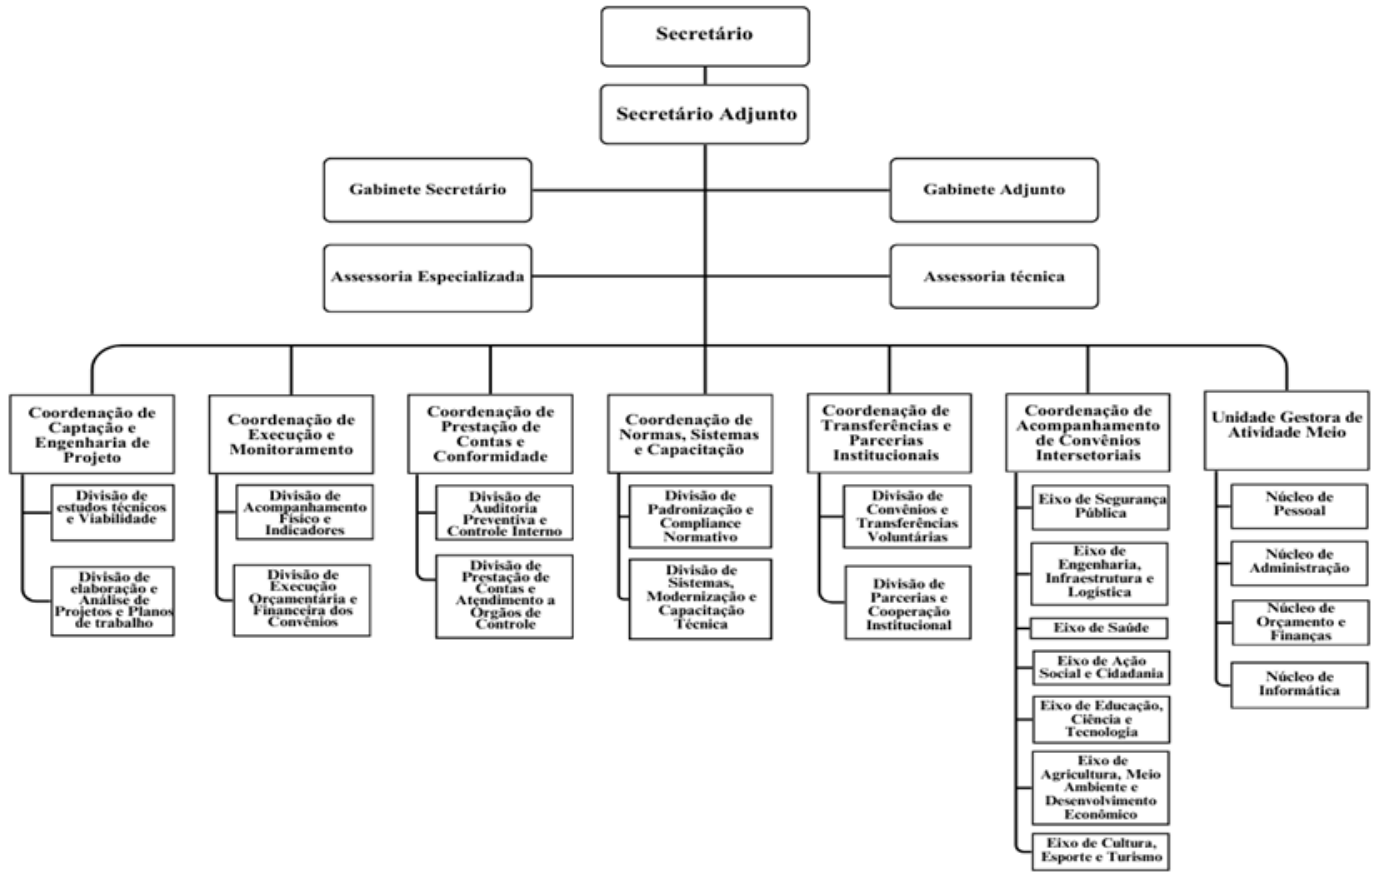 Secretário
Secretário Adjunto
Gabinete Secretário
Gabinete Adjunto
Assessoria Especializada
Assessoria técnica
Coordenação de
Captação e
Engenharia de
Projeto
Divisão de
estudos técnicos
e Viabilidade
Divisão de
elaboração e
Análise de
Projetos e Planos
de trabalho
Coordenação de
Execução e
Monitoramento
Divisão de
Acompanhamento
Físico e
Indicadores
Divisão de
Execução
Orçamentária e
Financeira dos
Convênios
Coordenação de
Prestação de
Contas e
Conformidade
Divisão de
Auditoria
Preventiva e
Controle Interno
Divisão de
Prestação de
Contas e
Atendimento a
Órgãos de
Controle
Coordenação de
Normas, Sistemas
e Capacitação
Divisão de
Padronização e
Compliance
Normativo
Divisão de
Sistemas,
Modernização e
Capacitação
Técnica
Coordenação de
Transferências e
Parcerias
Institucionais
Divisão de
Convênios e
Transferências
Voluntárias
Divisão de
Parcerias e
Cooperação
Institucional
Coordenação de
Acompanhamento
de Convênios
Intersetoriais
Eixo de Segurança
Pública
Eixo de
Engenharia,
Infraestrutura e
Logística
Eixo de Saúde
Eixo de Ação
Social e Cidadania
Eixo de Educação,
Ciência e
Tecnologia
Eixo de
Agricultura, Meio
Ambiente e
Desenvolvimento
Econômico
Eixo de Cultura,
Esporte e Turismo
Unidade Gestora de
Atividade Meio
Núcleo de
Pessoal
Núcleo de
Administração
Núcleo de
Orçamento e
Finanças
Núcleo de
Informática